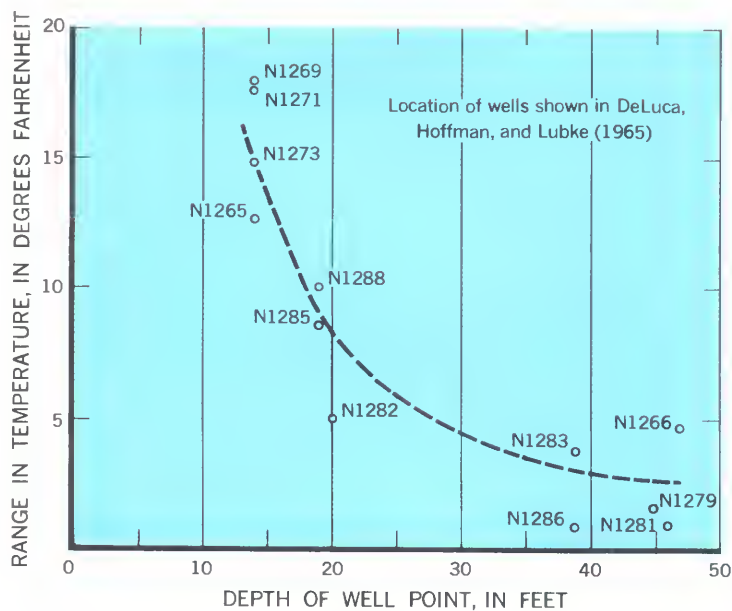 20
N1269
N1271
Location of wells shown in DeLuca,
Hoffman, and Lubke (1965)
15
N1273
N1265
10
N1288
N1285
5
N1282
N1283
N1266
N1279
N1286
N1281
0
10
20
30
40
50
RANGE IN TEMPERATURE, IN DEGREES FAHRENHEIT
DEPTH OF WELL POINT, IN FEET